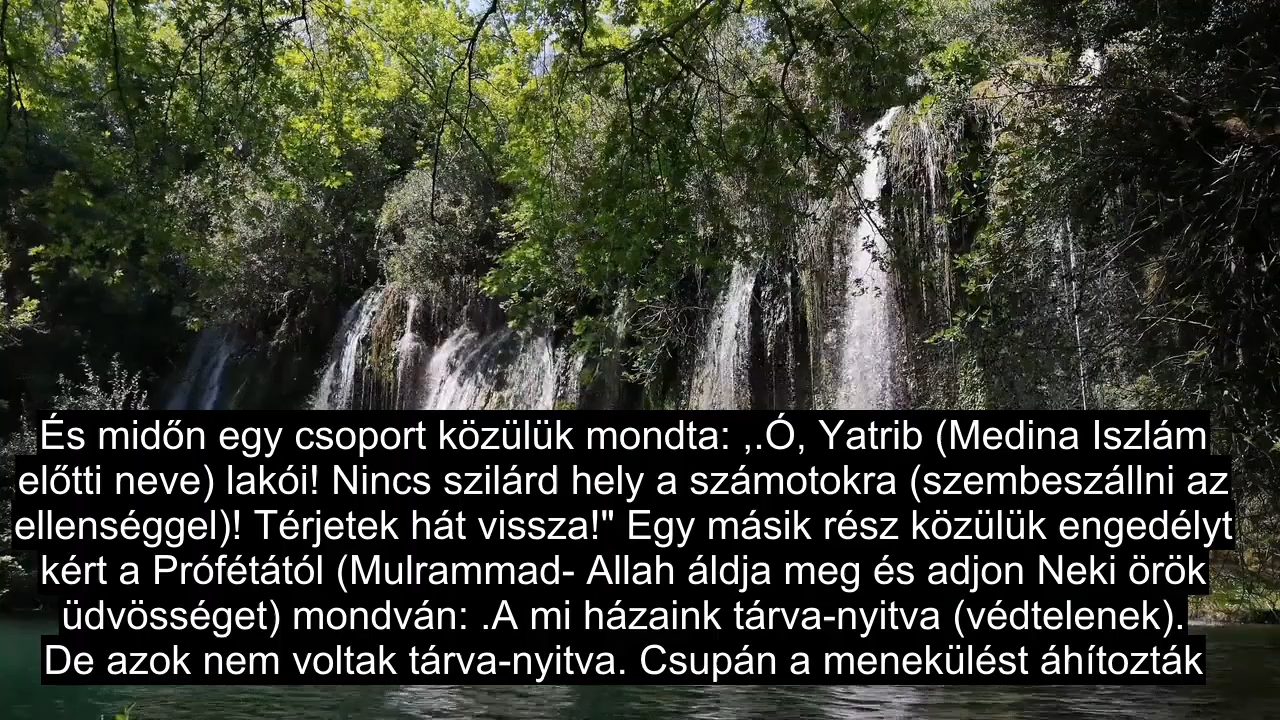 És midőn egy csoport közülük mondta: ,.Ó, Yatrib (Medina Iszlám
előtti neve) lakói! Nincs szilárd hely a számotokra (szembeszállni az
ellenséggel)! Térjetek hát vissza!" Egy másik rész közülük engedélyt
kért a Prófétától (Mulrammad- Allah áldja meg és adjon Neki örök
üdvösséget) mondván: .A mi házaink tárva-nyitva (védtelenek).
De azok nem voltak tárva-nyitva. Csupán a menekülést áhítozták